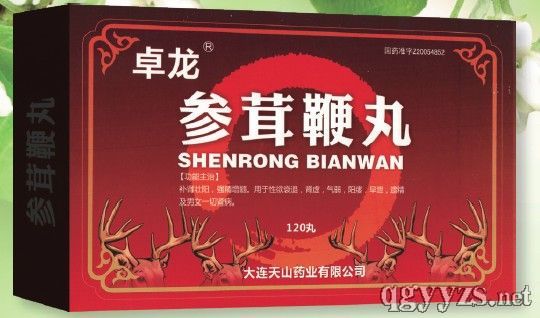 卓龙®
国药准字Z20054852
参茸鞭丸
参茸鞭丸
SHENRONG BIANWAN
【功能主治】
补肾壮阳，强精增髓。用于性欲衰退，肾虚，气弱，阳痿，早泄，遗精
及男女一切肾病。
120丸
大连天山药业有限公司
qgyyzs.net